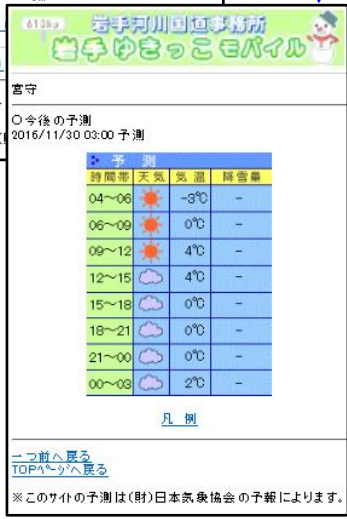 岩手河川国道事務所
岩手ゆきっこモバイル
宮守
○今後の予測
2016/11/30 03:00 予測
予 測
時間帯 天気 気温 降雪量
04～06 -3℃ -
06～09 0℃ -
09～12 4℃ -
12～15 4℃ -
15～18 0℃ -
18～21 0℃ -
21～00 0℃ -
00～03 2℃ -
凡 例
一つ前へ戻る
TOPﾍﾟｰｼﾞへ戻る
※このｻｲﾄの予測は(財)日本気象協会の予報によります。